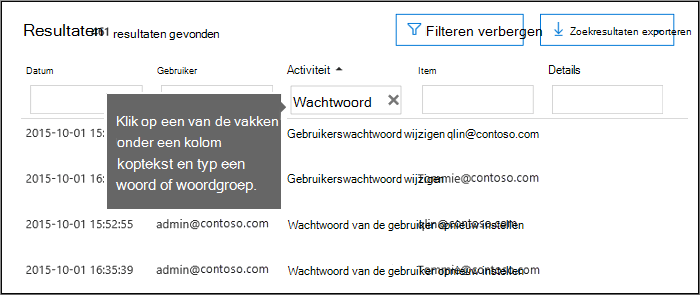 Resultaten 461 resultaten gevonden Filteren verbergen Zoekresultaten exporteren
Datum Gebruiker Activiteit Item Details
Wachtwoord
Klik op een van de vakken
onder een kolom
koptekst en typ een
woord of woordgroep.
2015-10-01 15: Gebruikerswachtwoord wijzigen qlin@contoso.com
2015-10-01 16: Gebruikerswachtwoord wijzigen Tommie@contoso.com
2015-10-01 15:52:55 admin@contoso.com Wachtwoord van de gebruiker opnieuw instellen qlin@contoso.com
2015-10-01 16:35:39 admin@contoso.com Wachtwoord van de gebruiker opnieuw instellen Tommie@contoso.com